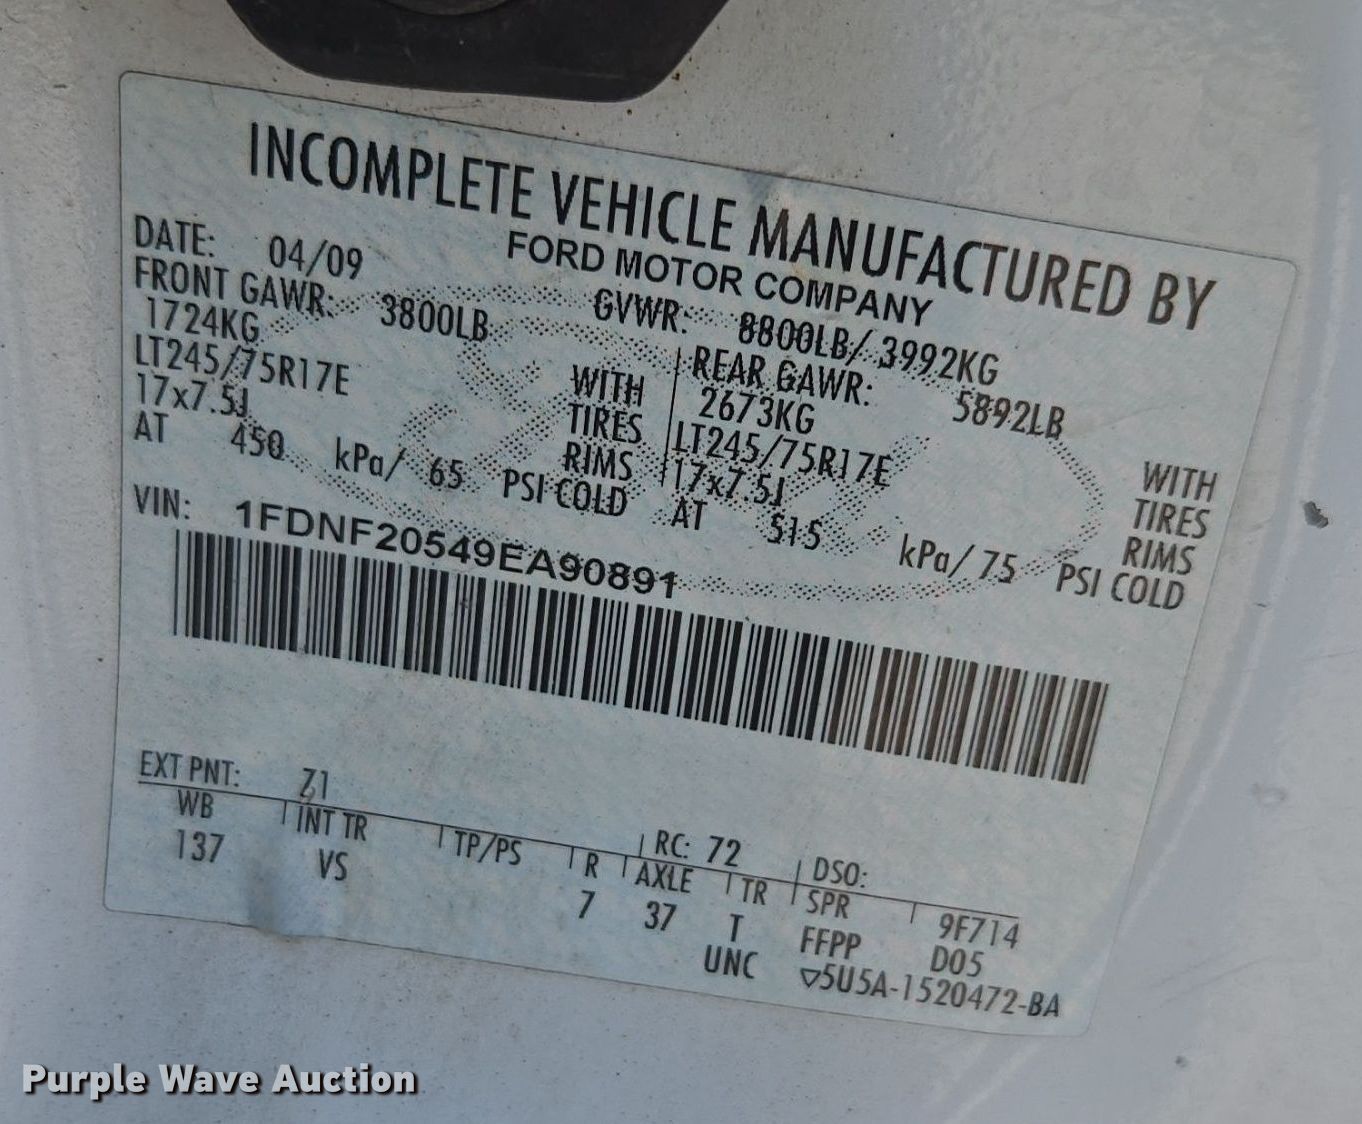 INCOMPLETE VEHICLE MANUFACTURED BY
FORD MOTOR COMPANY
DATE: 04/09 GVWR: 8800LB/ 3992KG
FRONT GAWR: 3800LB REAR GAWR: 5892LB
1724KG WITH 2673KG WITH
LT245/75R17E TIRES LT245/75R17E TIRES
17x7.5J RIMS 17x7.5J RIMS
AT 450 kPa/ 65 PSI COLD AT 515 kPa/ 75 PSI COLD
VIN: 1FDNF20549EA90891
EXT PNT: Z1 RC: 72 DSO:
WB INT TR TP/PS R AXLE TR SPR 9F714
137 VS 7 37 T FFPP D05
UNC ▽5U5A-1520472-BA
Purple Wave Auction